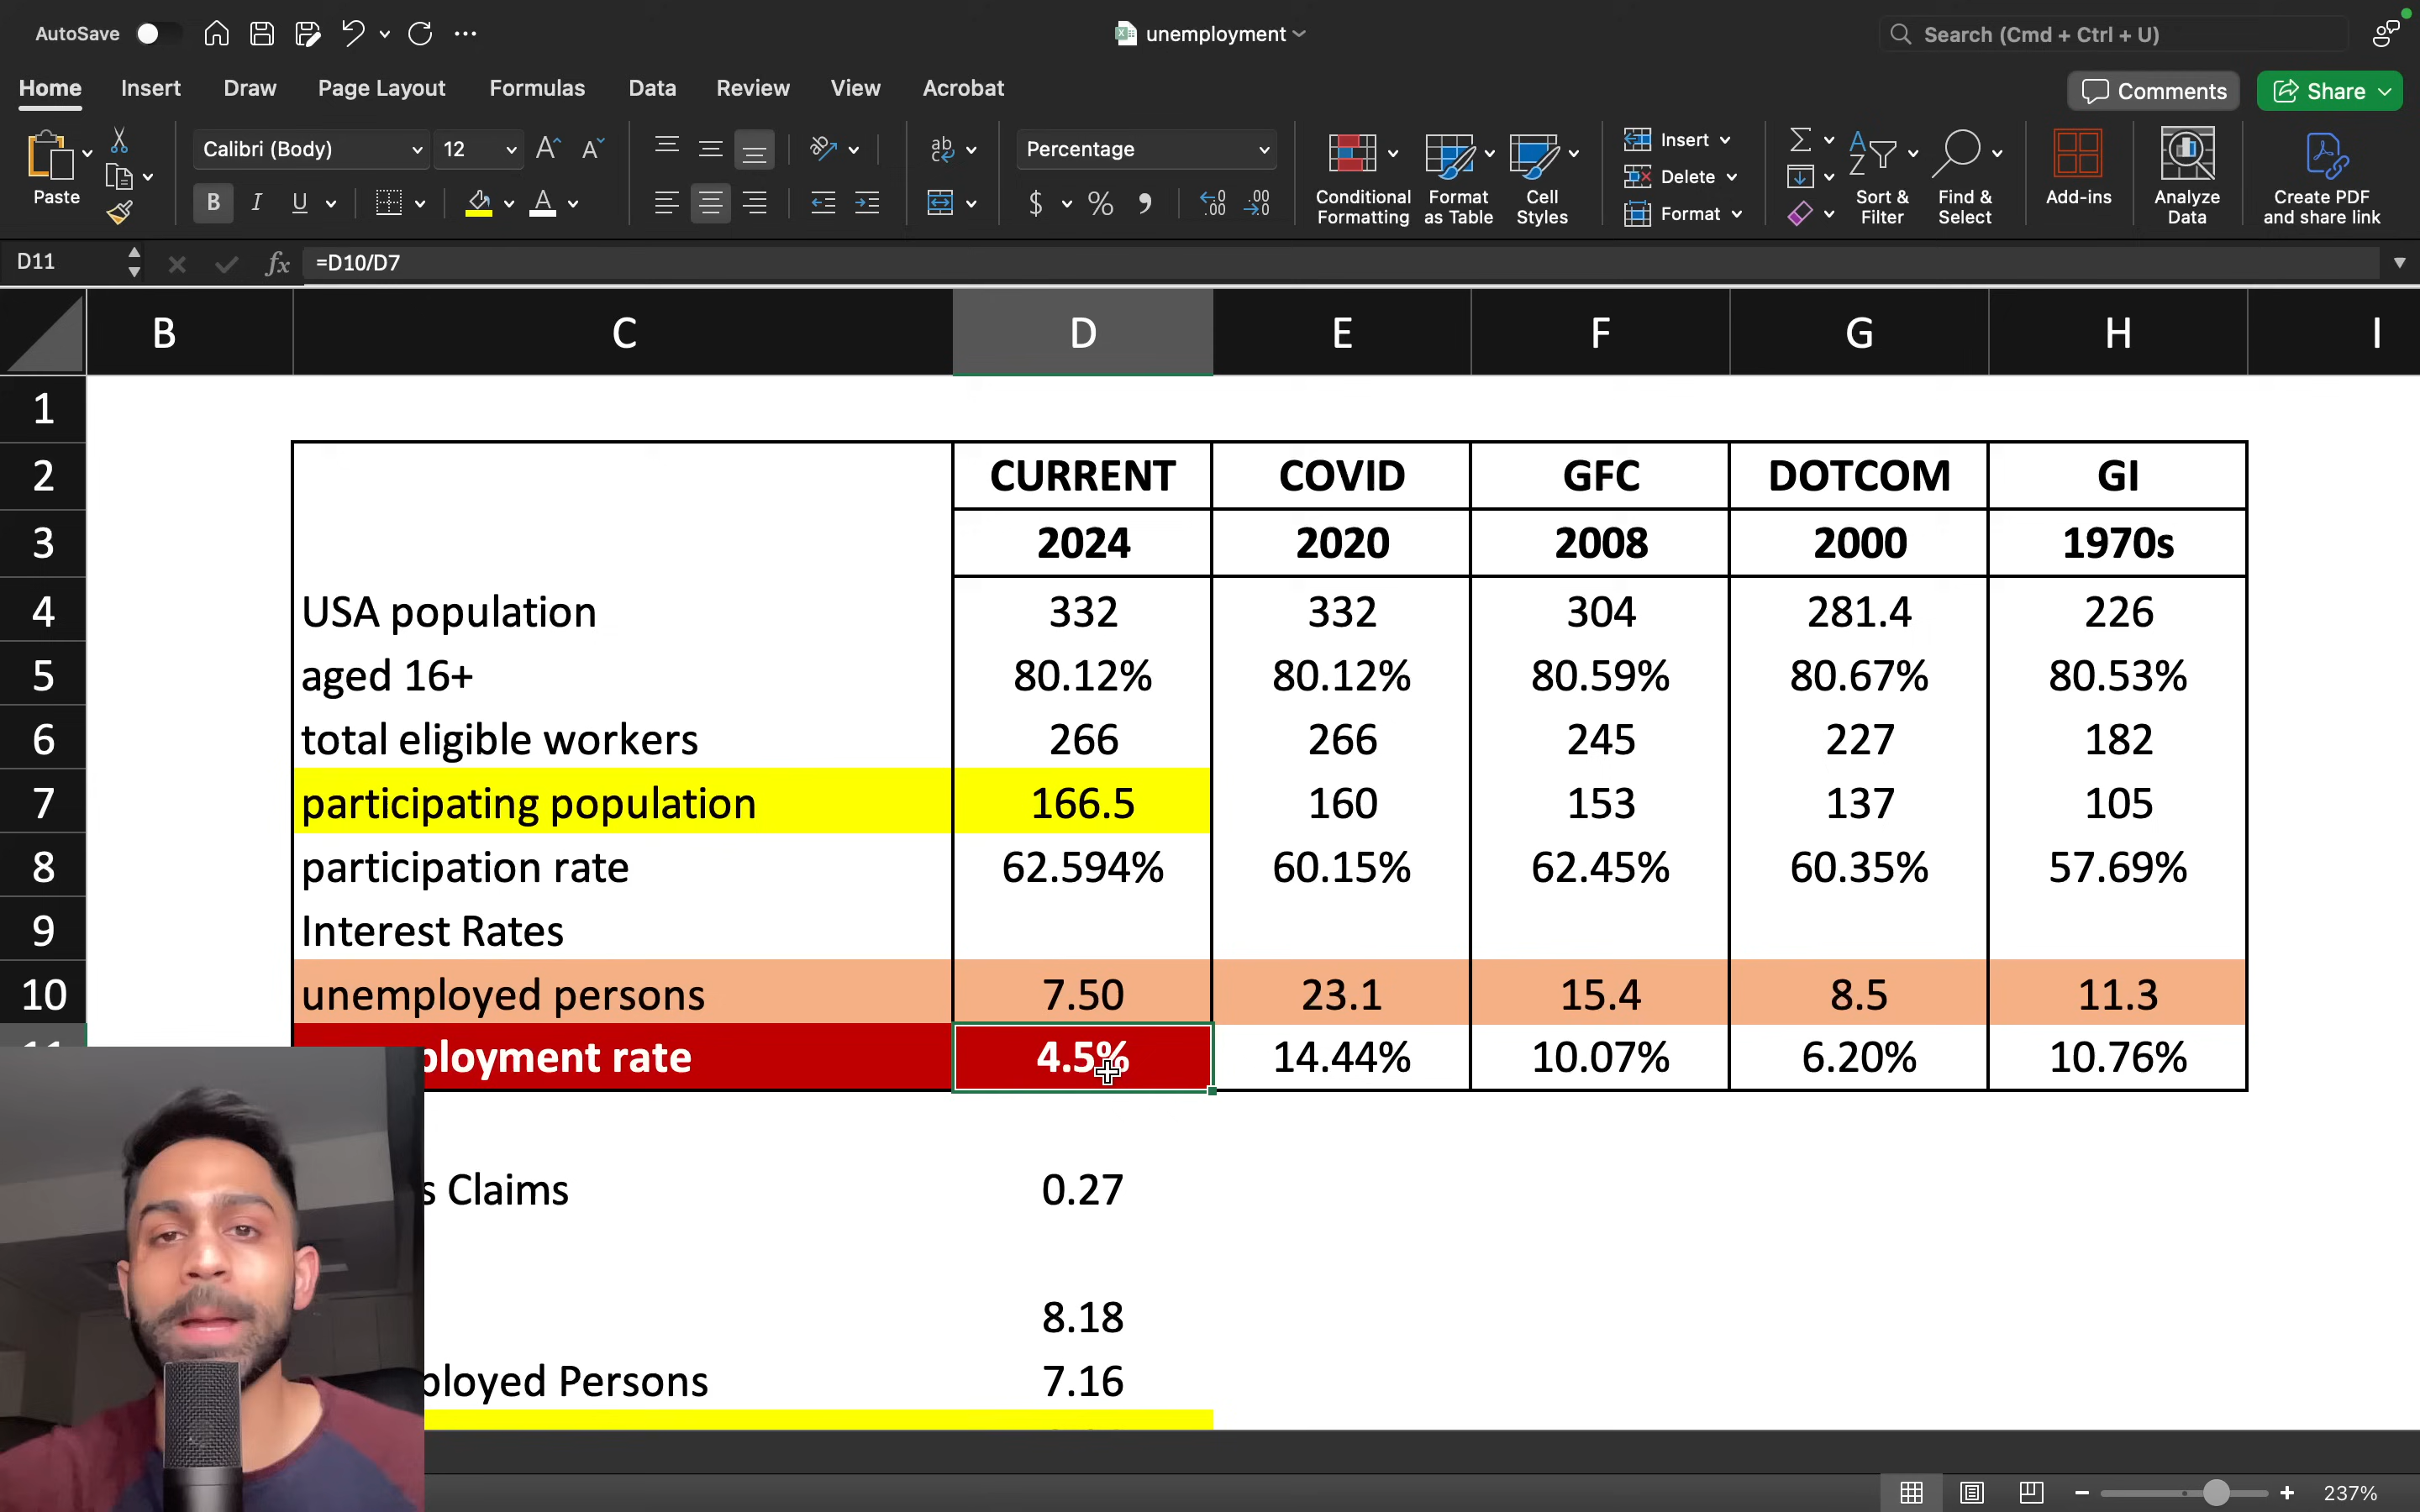 AutoSave
unemployment
Search (Cmd + Ctrl + U)
Home Insert Draw Page Layout Formulas Data Review View Acrobat
Comments Share
Paste
Calibri (Body) 12
Percentage
Conditional Formatting
Format as Table
Cell Styles
Insert
Delete
Format
Sort & Filter
Find & Select
Add-ins
Analyze Data
Create PDF and share link
D11 fx =D10/D7
B C D E F G H I
1
2 CURRENT COVID GFC DOTCOM GI
3 2024 2020 2008 2000 1970s
4 USA population 332 332 304 281.4 226
5 aged 16+ 80.12% 80.12% 80.59% 80.67% 80.53%
6 total eligible workers 266 266 245 227 182
7 participating population 166.5 160 153 137 105
8 participation rate 62.594% 60.15% 62.45% 60.35% 57.69%
9 Interest Rates
10 unemployed persons 7.50 23.1 15.4 8.5 11.3
ployment rate 4.5% 14.44% 10.07% 6.20% 10.76%
s Claims 0.27
8.18
ployed Persons 7.16
237%